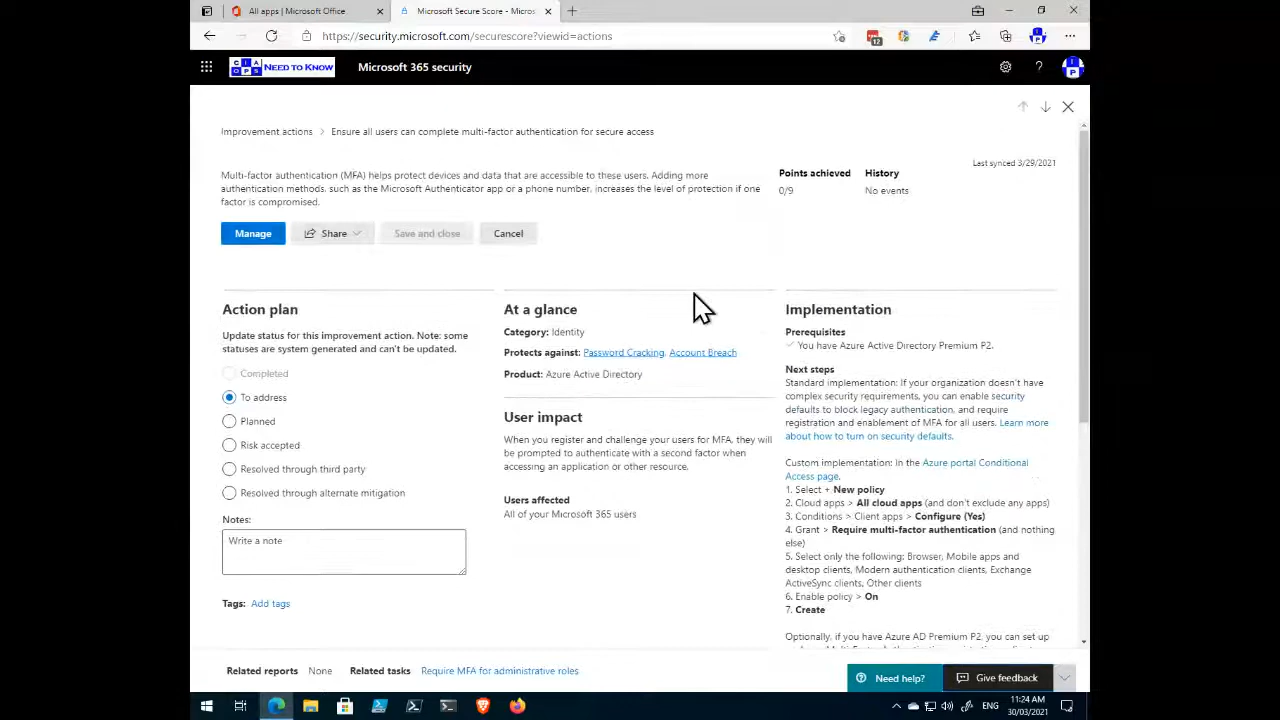 All apps | Microsoft Office
Microsoft Secure Score - Micros
https://security.microsoft.com/securescore?viewid=actions
12
CIA
OPS
NEED TO KNOW
Microsoft 365 security
Improvement actions > Ensure all users can complete multi-factor authentication for secure access
Last synced 3/29/2021
Multi-factor authentication (MFA) helps protect devices and data that are accessible to these users. Adding more
authentication methods, such as the Microsoft Authenticator app or a phone number, increases the level of protection if one
factor is compromised.
Points achieved
0/9
History
No events
Manage
Share
Save and close
Cancel
Action plan
Update status for this improvement action. Note: some
statuses are system generated and can't be updated.
Completed
To address
Planned
Risk accepted
Resolved through third party
Resolved through alternate mitigation
Notes:
Write a note
Tags: Add tags
At a glance
Category: Identity
Protects against: Password Cracking, Account Breach
Product: Azure Active Directory
User impact
When you register and challenge your users for MFA, they will
be prompted to authenticate with a second factor when
accessing an application or other resource.
Users affected
All of your Microsoft 365 users
Implementation
Prerequisites
You have Azure Active Directory Premium P2.
Next steps
Standard implementation: If your organization doesn't have
complex security requirements, you can enable security
defaults to block legacy authentication, and require
registration and enablement of MFA for all users. Learn more
about how to turn on security defaults.
Custom implementation: In the Azure portal Conditional
Access page,
1. Select + New policy
2. Cloud apps > All cloud apps (and don't exclude any apps)
3. Conditions > Client apps > Configure (Yes)
4. Grant > Require multi-factor authentication (and nothing
else)
5. Select only the following: Browser, Mobile apps and
desktop clients, Modern authentication clients, Exchange
ActiveSync clients, Other clients
6. Enable policy > On
7. Create
Optionally, if you have Azure AD Premium P2, you can set up
Related reports None
Related tasks Require MFA for administrative roles
Need help?
Give feedback
ENG
11:24 AM
30/03/2021